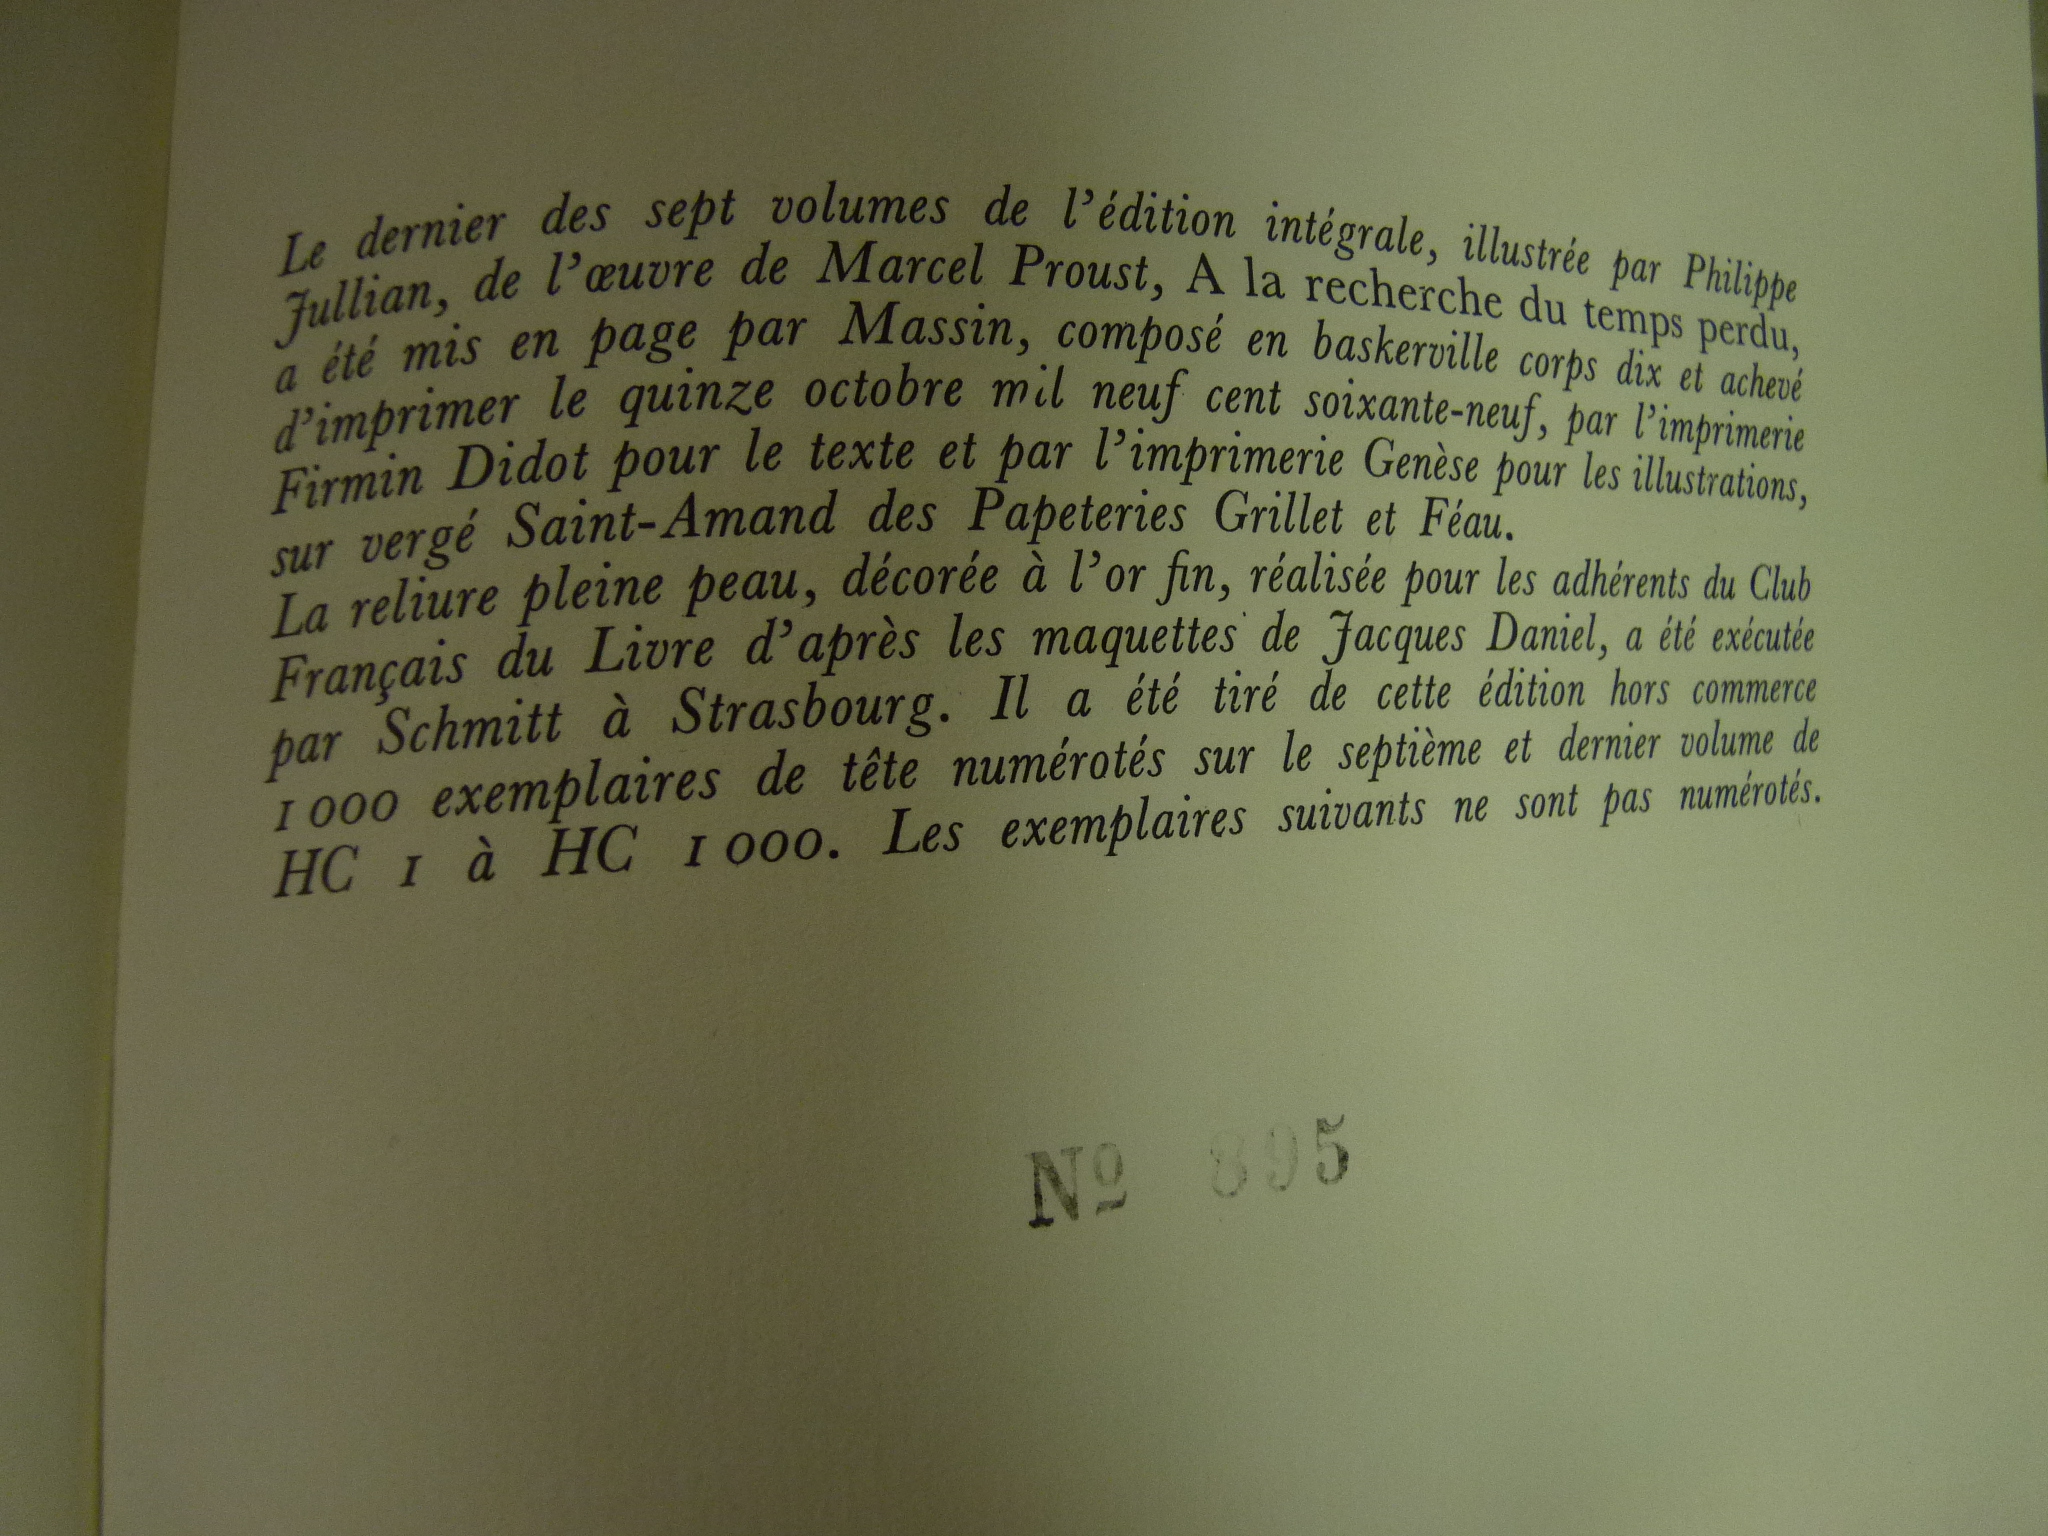 Le dernier des sept volumes de l'édition intégrale, illustrée par Philippe
Jullian, de l'œuvre de Marcel Proust, A la recherche du temps perdu,
a été mis en page par Massin, composé en baskerville corps dix et achevé
d'imprimer le quinze octobre mil neuf cent soixante-neuf, par l'imprimerie
Firmin Didot pour le texte et par l'imprimerie Genèse pour les illustrations,
sur vergé Saint-Amand des Papeteries Grillet et Féau.
La reliure pleine peau, décorée à l'or fin, réalisée pour les adhérents du Club
Français du Livre d'après les maquettes de Jacques Daniel, a été exécutée
par Schmitt à Strasbourg. Il a été tiré de cette édition hors commerce
1 000 exemplaires de tête numérotés sur le septième et dernier volume de
HC 1 à HC 1 000. Les exemplaires suivants ne sont pas numérotés.
Nº 895